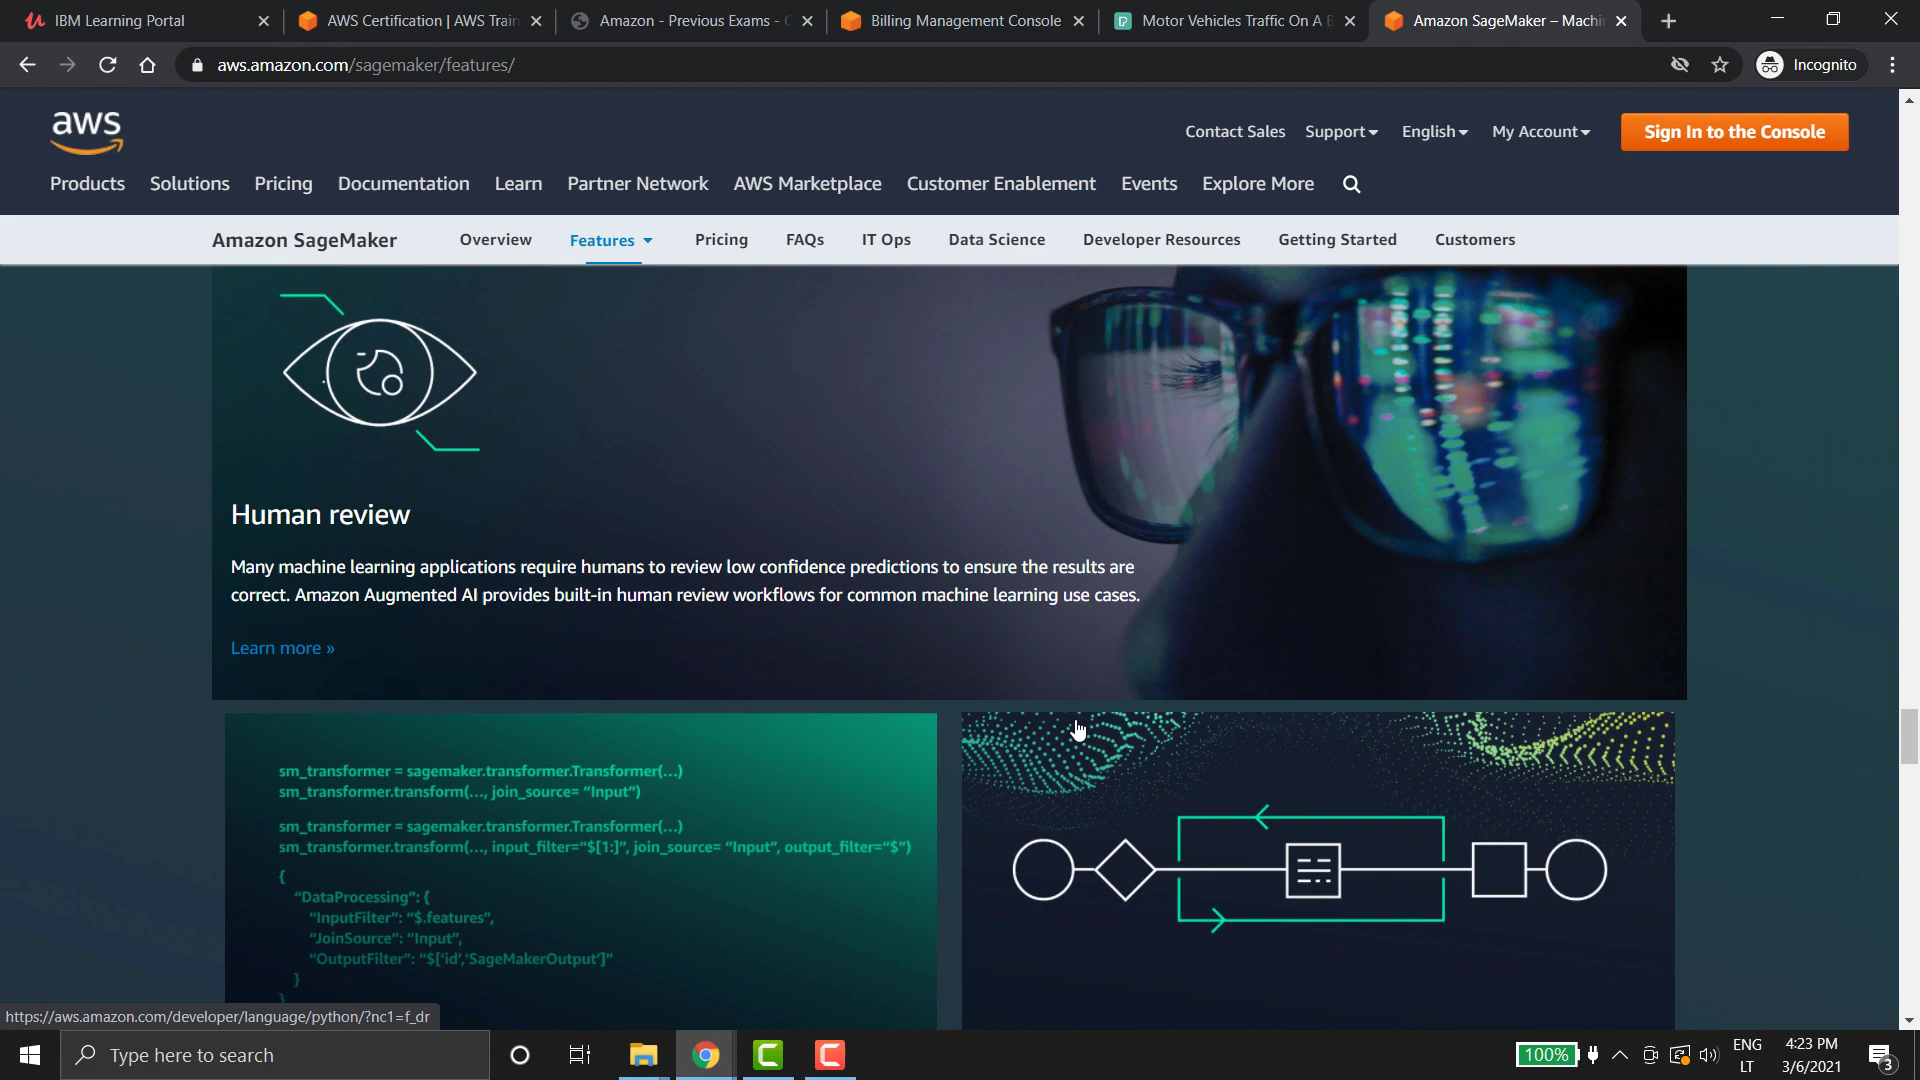 IBM Learning Portal
AWS Certification | AWS Train
Amazon - Previous Exams - C
Billing Management Console
Motor Vehicles Traffic On A B
Amazon SageMaker – Machi
aws.amazon.com/sagemaker/features/
Incognito
aws
Contact Sales
Support
English
My Account
Sign In to the Console
Products
Solutions
Pricing
Documentation
Learn
Partner Network
AWS Marketplace
Customer Enablement
Events
Explore More
Amazon SageMaker
Overview
Features
Pricing
FAQs
IT Ops
Data Science
Developer Resources
Getting Started
Customers
Human review
Many machine learning applications require humans to review low confidence predictions to ensure the results are
correct. Amazon Augmented AI provides built-in human review workflows for common machine learning use cases.
Learn more »
sm_transformer = sagemaker.transformer.Transformer(...)
sm_transformer.transform(..., join_source= “Input”)
sm_transformer = sagemaker.transformer.Transformer(...)
sm_transformer.transform(..., input_filter=“$[1:]”, join_source= “Input”, output_filter=“$”)
{
“DataProcessing”: {
“InputFilter”: “$.features”,
“JoinSource”: “Input”,
“OutputFilter”: “$[‘id’,‘SageMakerOutput’]”
}
}
https://aws.amazon.com/developer/language/python/?nc1=f_dr
Type here to search
100%
ENG
LT
4:23 PM
3/6/2021
3